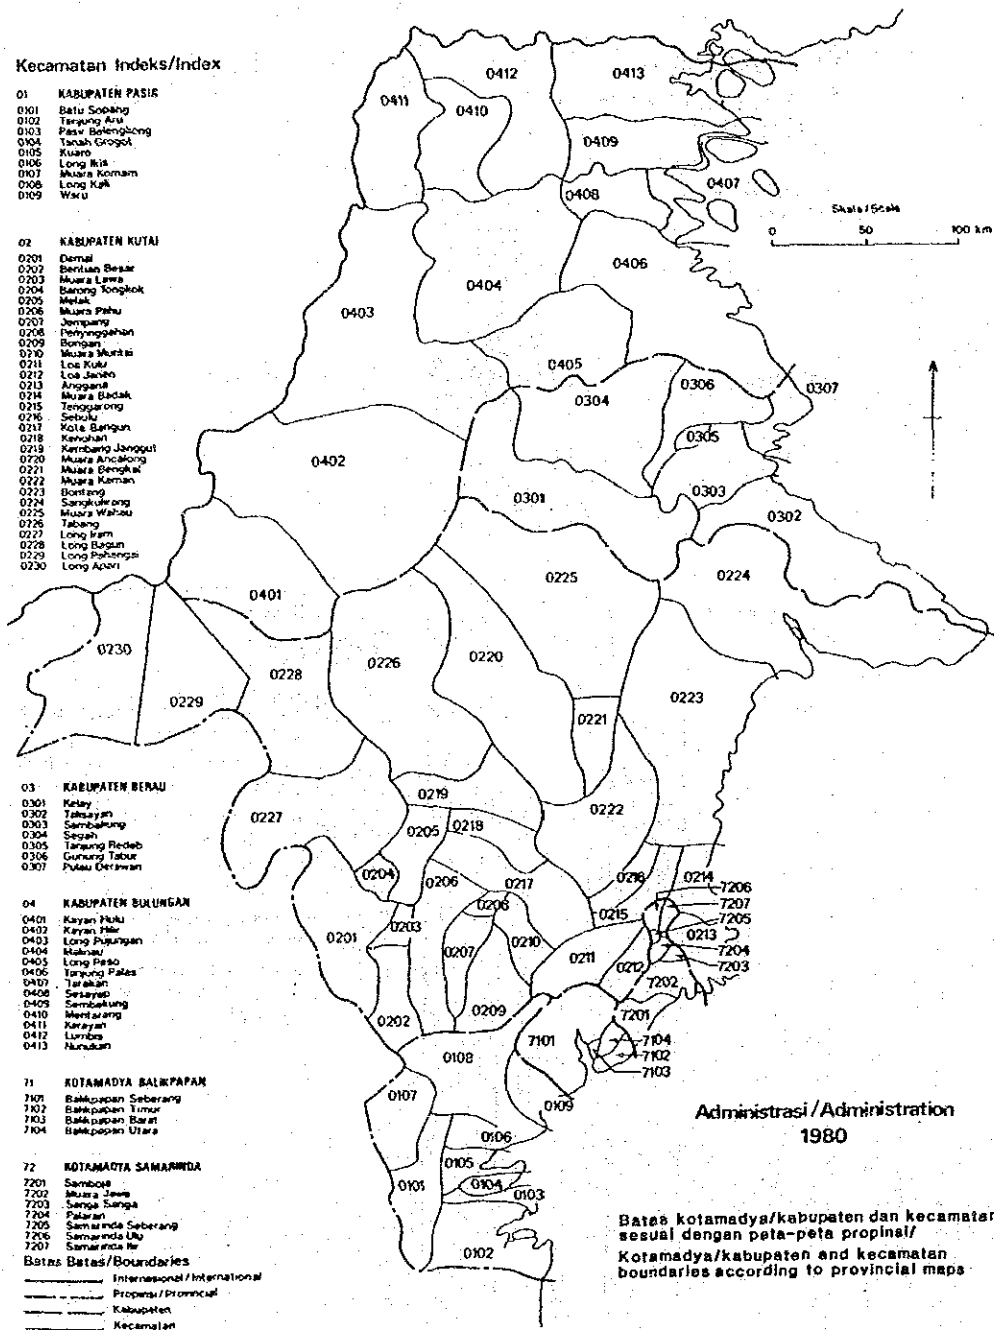 Kecamatan Indeks/Index
01 KABUPATEN PASIR
0101 Batu Sopang
0102 Tanjung Aru
0103 Pasir Balengkong
0104 Tanah Grogot
0105 Kuaro
0106 Long Ikis
0107 Muara Komam
0108 Long Kali
0109 Waru
02 KABUPATEN KUTAI
0201 Damai
0202 Bentian Besar
0203 Muara Lawa
0204 Barong Tongkok
0205 Melak
0206 Muara Pahu
0207 Jempang
0208 Penyinggahan
0209 Bongan
0210 Muara Muntai
0211 Loa Kulu
0212 Loa Janan
0213 Anggana
0214 Muara Badak
0215 Tenggarong
0216 Sebulu
0217 Kota Bangun
0218 Kenohan
0219 Kembang Janggut
0220 Muara Ancalong
0221 Muara Bengkal
0222 Muara Kaman
0223 Bontang
0224 Sangkulirang
0225 Muara Wahau
0226 Tabang
0227 Long Iram
0228 Long Bagun
0229 Long Pahangai
0230 Long Apari
03 KABUPATEN BERAU
0301 Kelay
0302 Talisayan
0303 Sambaliung
0304 Segah
0305 Tanjung Redeb
0306 Gunung Tabur
0307 Pulau Derawan
04 KABUPATEN BULUNGAN
0401 Kayan Hulu
0402 Kayan Hilir
0403 Long Pujungan
0404 Malinau
0405 Long Peso
0406 Tanjung Palas
0407 Tarakan
0408 Sesayap
0409 Sembakung
0410 Mentarang
0411 Kerayan
0412 Lumbis
0413 Nunukan
71 KOTAMADYA BALIKPAPAN
7101 Balikpapan Seberang
7102 Balikpapan Timur
7103 Balikpapan Barat
7104 Balikpapan Utara
72 KOTAMADYA SAMARINDA
7201 Samboja
7202 Muara Jawa
7203 Sanga Sanga
7204 Palaran
7205 Samarinda Seberang
7206 Samarinda Ulu
7207 Samarinda Ilir
Batas Batas/Boundaries
Internasional/International
Propinsi/Provincial
Kabupaten
Kecamatan
0412
0413
0411
0410
0409
0408
0407
Skala/Scale
0 50 100 km
0406
0404
0403
0405
0306
0307
0304
0305
0402
0301
0303
0302
0225
0224
0401
0230
0228
0226
0220
0229
0223
0221
0219
0222
0227
0205
0218
0204
0206
0217
0216
0214
7206
0208
7207
0215
7205
0201
0203
0210
0213
0207
0211
7204
0212
7203
7202
0202
0209
7201
7101
7104
0108
7102
7103
0107
0109
0106
0105
0101
0104
0103
0102
Administrasi/Administration
1980
Batas kotamadya/kabupaten dan kecamatan
sesuai dengan peta-peta propinsi/
Kotamadya/kabupaten and kecamatan
boundaries according to provincial maps